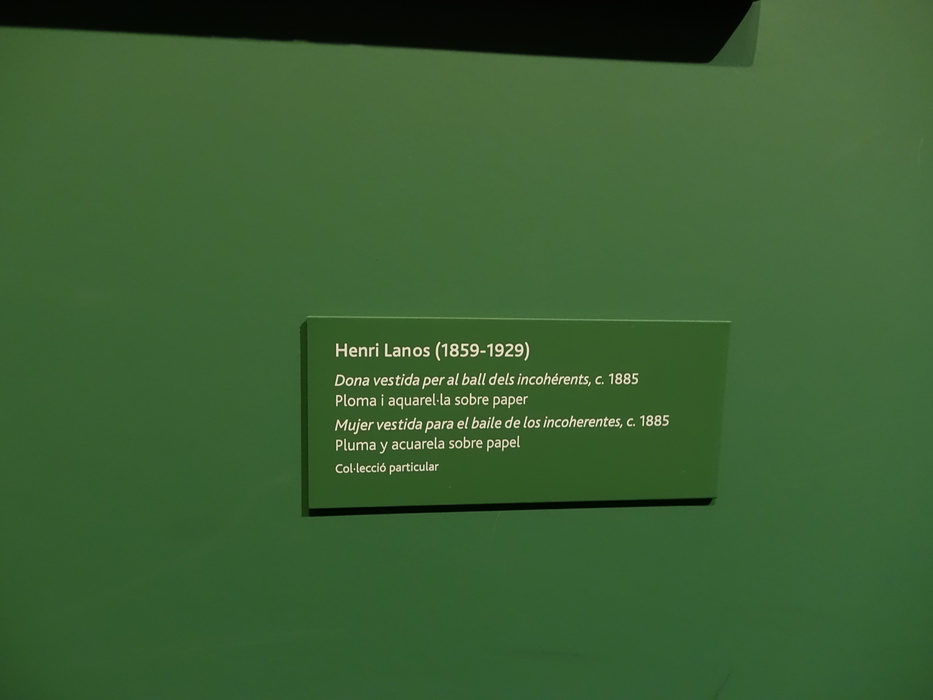 Henri Lanos (1859-1929)
Dona vestida per al ball dels incohérents, c. 1885
Ploma i aquarel·la sobre paper
Mujer vestida para el baile de los incoherentes, c. 1885
Pluma y acuarela sobre papel
Col·lecció particular